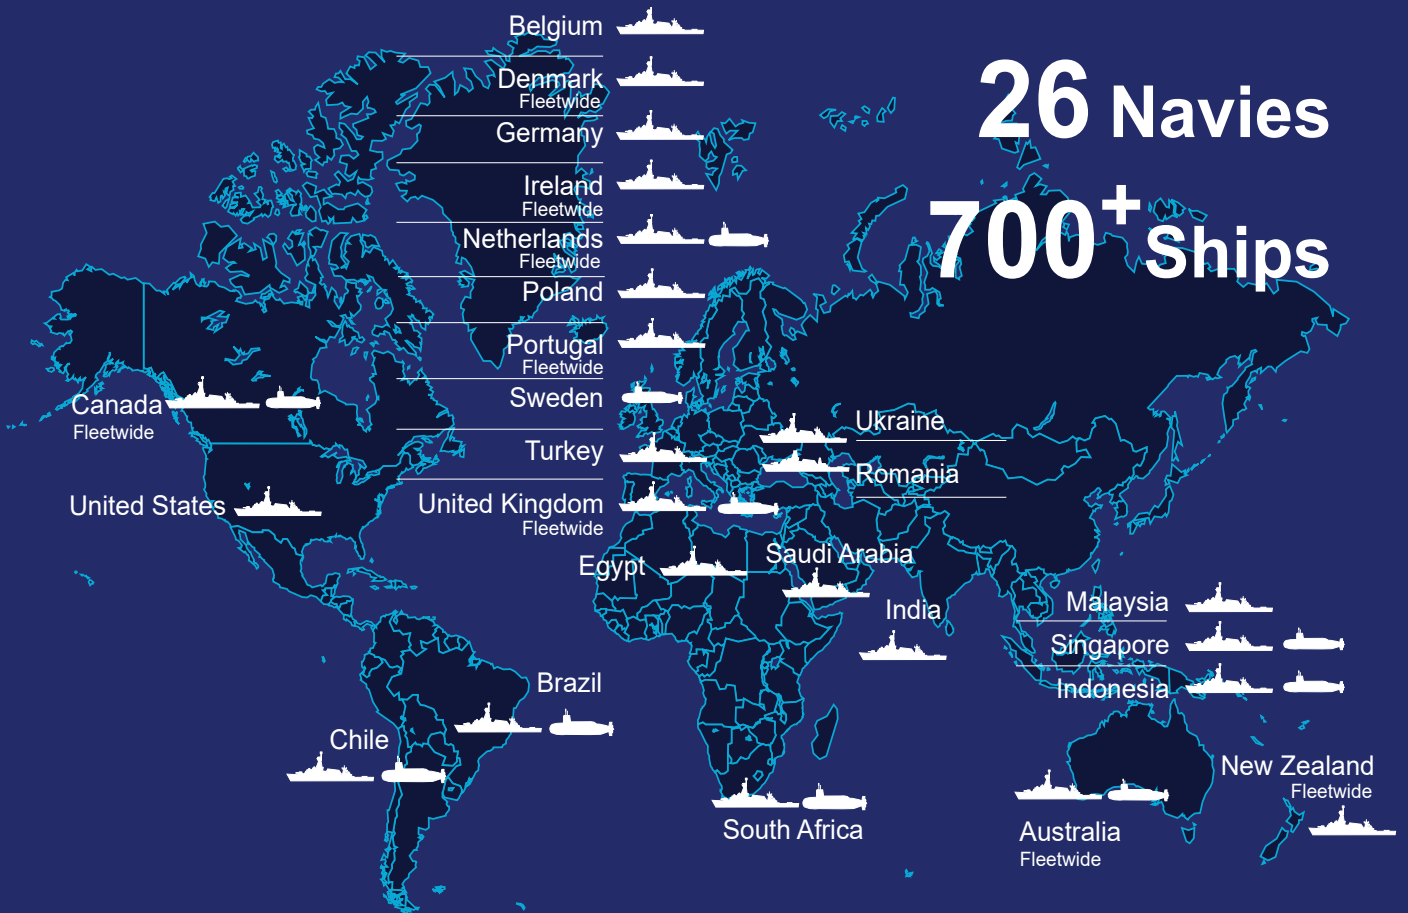 26 Navies
700+ Ships
Belgium
Denmark
Fleetwide
Germany
Ireland
Fleetwide
Netherlands
Fleetwide
Poland
Portugal
Fleetwide
Sweden
Turkey
United Kingdom
Fleetwide
Canada
Fleetwide
United States
Ukraine
Romania
Egypt
Saudi Arabia
India
Malaysia
Singapore
Indonesia
Brazil
Chile
South Africa
Australia
Fleetwide
New Zealand
Fleetwide